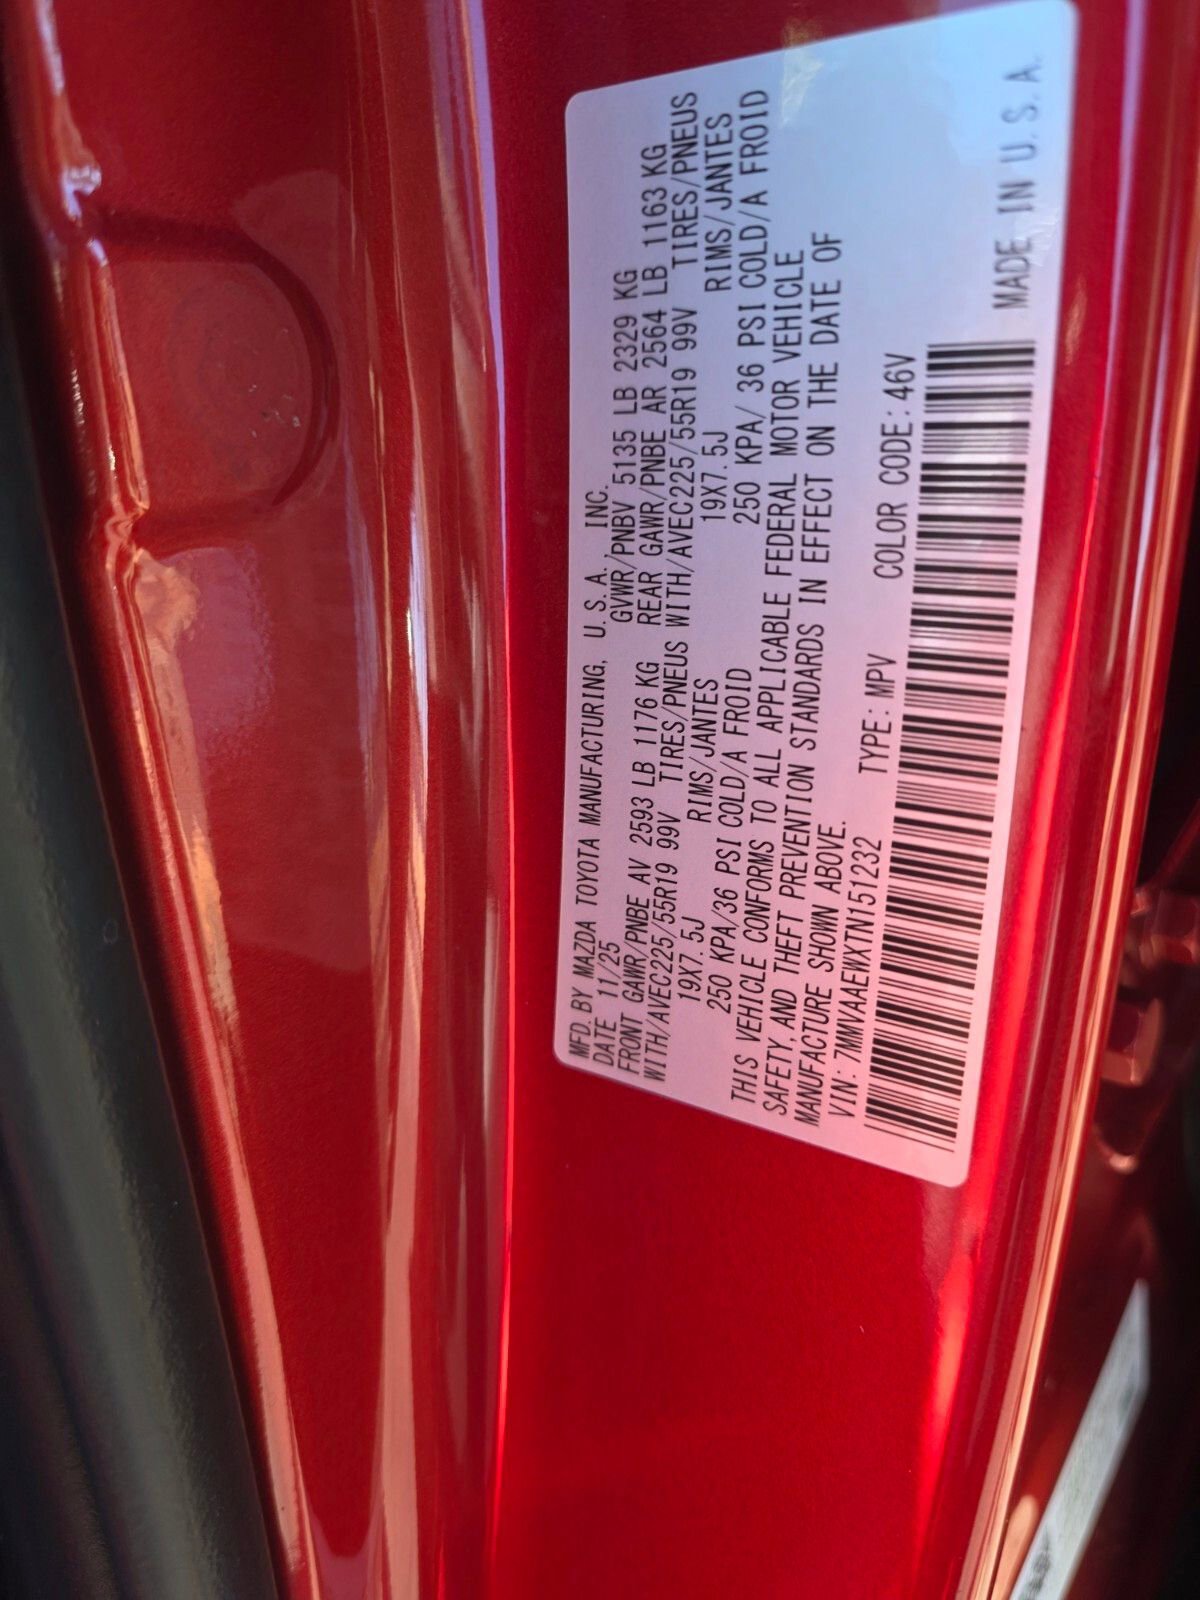 MFD. BY MAZDA TOYOTA MANUFACTURING, U. S. A., INC.
DATE 11/25 GVWR/PNBV 5135 LB 2329 KG
FRONT GAWR/PNBE AV 2593 LB 1176 KG REAR GAWR/PNBE AR 2564 LB 1163 KG
WITH/AVEC225/55R19 99V TIRES/PNEUS WITH/AVEC225/55R19 99V TIRES/PNEUS
19X7.5J RIMS/JANTES 19X7.5J RIMS/JANTES
250 KPA/36 PSI COLD/A FROID 250 KPA/ 36 PSI COLD/A FROID
THIS VEHICLE CONFORMS TO ALL APPLICABLE FEDERAL MOTOR VEHICLE
SAFETY, AND THEFT PREVENTION STANDARDS IN EFFECT ON THE DATE OF
MANUFACTURE SHOWN ABOVE.
VIN: 7MMVAAEWXTN151232 TYPE: MPV COLOR CODE: 46V
MADE IN U. S. A.